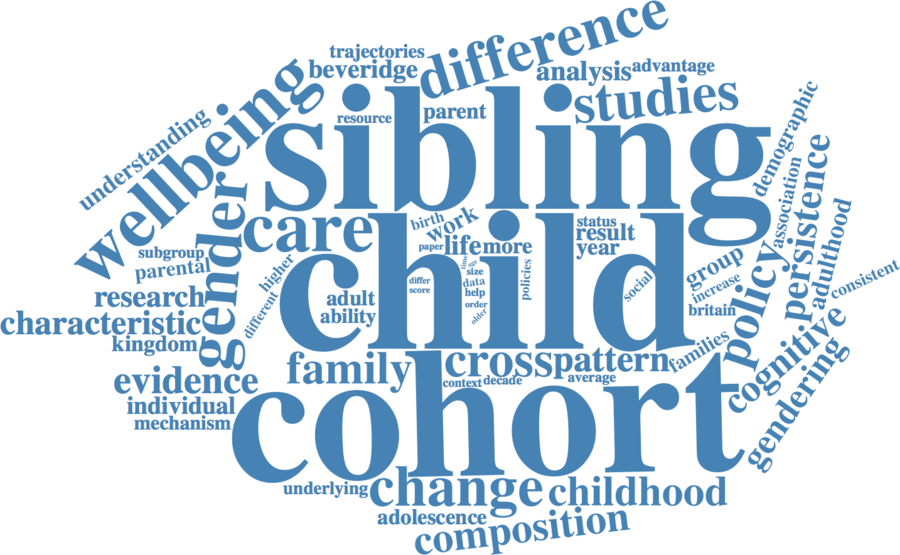 trajectories
difference
beveridge
analysis
advantage
wellbeing
resource
parent
studies
understanding
sibling
demographic
gender
care
birth
work
status
result
association
persistence
paper
life
more
year
adulthood
subgroup
parental
higher
differ
score
time
age
size
data
help
order
older
policies
social
group
increase
britain
policy
consistent
research
different
adult
ability
child
characteristic
kingdom
family
cross
pattern
families
cognitive
gendering
evidence
context
decade
average
individual
mechanism
cohort
underlying
change
childhood
adolescence
composition